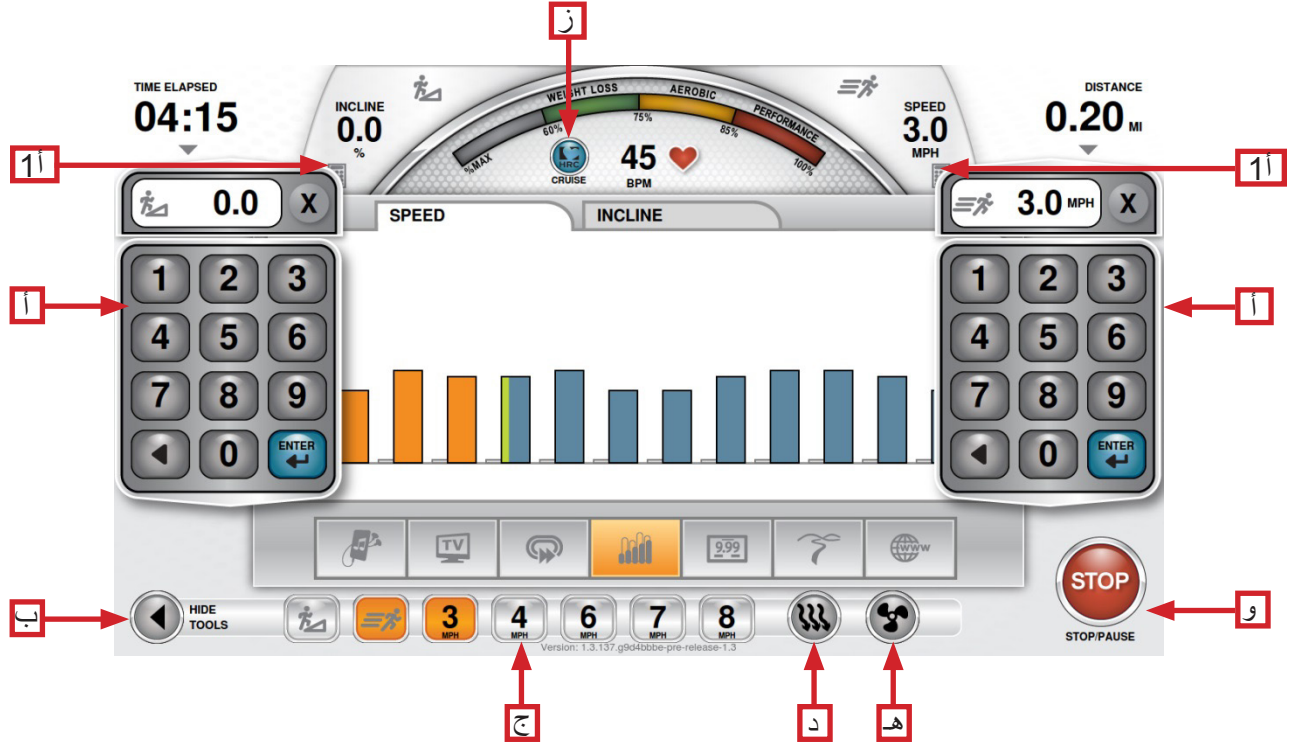 ز
TIME ELAPSED
04:15
INCLINE
0.0
%
WEIGHT LOSS
AEROBIC
PERFORMANCE
%MAX
60%
75%
85%
100%
HRC
CRUISE
45
BPM
SPEED
3.0
MPH
DISTANCE
0.20 MI
أ1
أ1
0.0 X
SPEED
INCLINE
3.0 MPH X
1 2 3
4 5 6
7 8 9
0 ENTER
1 2 3
4 5 6
7 8 9
0 ENTER
أ
أ
TV
9.99
www
STOP
STOP/PAUSE
و
ب
HIDE
TOOLS
3 MPH
4 MPH
6 MPH
7 MPH
8 MPH
Version: 1.3.137.g9d4bbbe-pre-release-1.3
ج
د
هـ